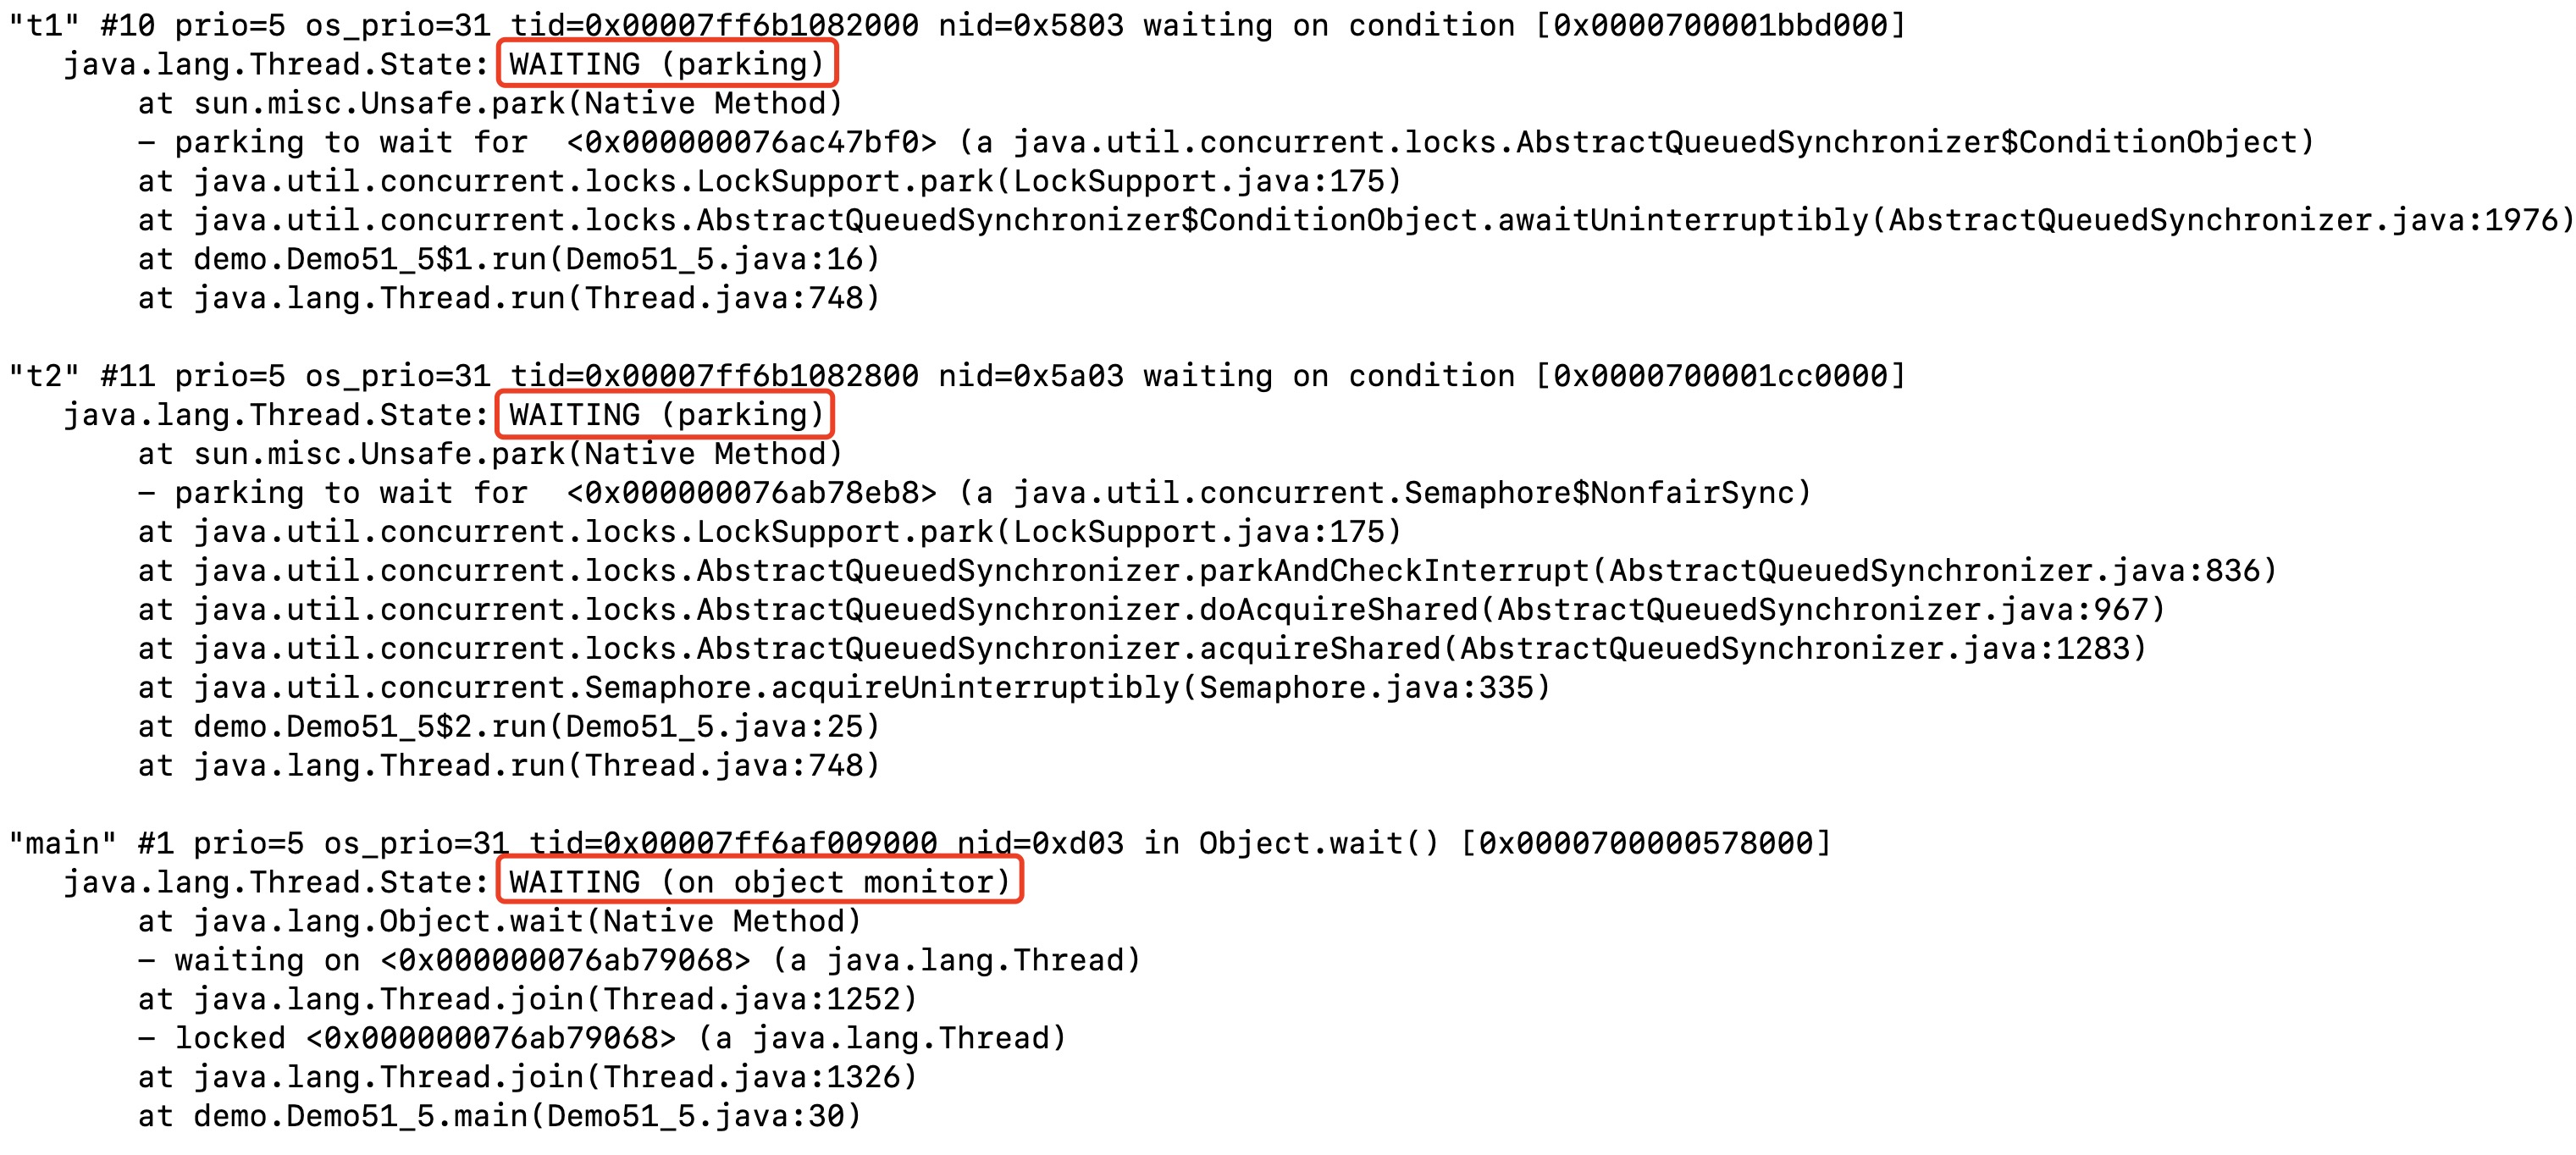 "t1" #10 prio=5 os_prio=31 tid=0x00007ff6b1082000 nid=0x5803 waiting on condition [0x0000700001bbd000]
java.lang.Thread.State: WAITING (parking)
at sun.misc.Unsafe.park(Native Method)
– parking to wait for  <0x000000076ac47bf0> (a java.util.concurrent.locks.AbstractQueuedSynchronizer$ConditionObject)
at java.util.concurrent.locks.LockSupport.park(LockSupport.java:175)
at java.util.concurrent.locks.AbstractQueuedSynchronizer$ConditionObject.awaitUninterruptibly(AbstractQueuedSynchronizer.java:1976)
at demo.Demo51_5$1.run(Demo51_5.java:16)
at java.lang.Thread.run(Thread.java:748)
"t2" #11 prio=5 os_prio=31 tid=0x00007ff6b1082800 nid=0x5a03 waiting on condition [0x0000700001cc0000]
java.lang.Thread.State: WAITING (parking)
at sun.misc.Unsafe.park(Native Method)
– parking to wait for  <0x000000076ab78eb8> (a java.util.concurrent.Semaphore$NonfairSync)
at java.util.concurrent.locks.LockSupport.park(LockSupport.java:175)
at java.util.concurrent.locks.AbstractQueuedSynchronizer.parkAndCheckInterrupt(AbstractQueuedSynchronizer.java:836)
at java.util.concurrent.locks.AbstractQueuedSynchronizer.doAcquireShared(AbstractQueuedSynchronizer.java:967)
at java.util.concurrent.locks.AbstractQueuedSynchronizer.acquireShared(AbstractQueuedSynchronizer.java:1283)
at java.util.concurrent.Semaphore.acquireUninterruptibly(Semaphore.java:335)
at demo.Demo51_5$2.run(Demo51_5.java:25)
at java.lang.Thread.run(Thread.java:748)
"main" #1 prio=5 os_prio=31 tid=0x00007ff6af009000 nid=0xd03 in Object.wait() [0x0000700000578000]
java.lang.Thread.State: WAITING (on object monitor)
at java.lang.Object.wait(Native Method)
– waiting on <0x000000076ab79068> (a java.lang.Thread)
at java.lang.Thread.join(Thread.java:1252)
– locked <0x000000076ab79068> (a java.lang.Thread)
at java.lang.Thread.join(Thread.java:1326)
at demo.Demo51_5.main(Demo51_5.java:30)